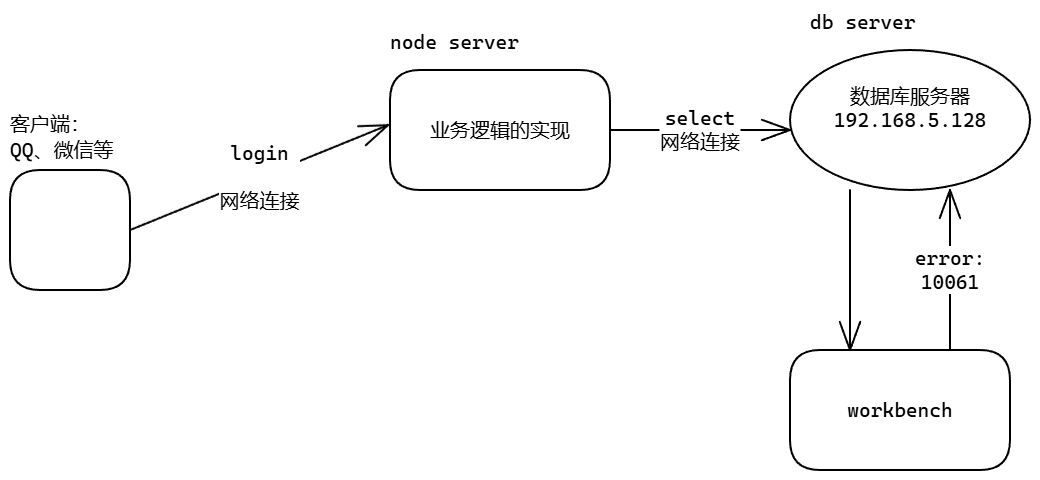 db server
node server
数据库服务器
192.168.5.128
客户端:
QQ、微信等
业务逻辑的实现
select
网络连接
login
网络连接
error:
10061
workbench